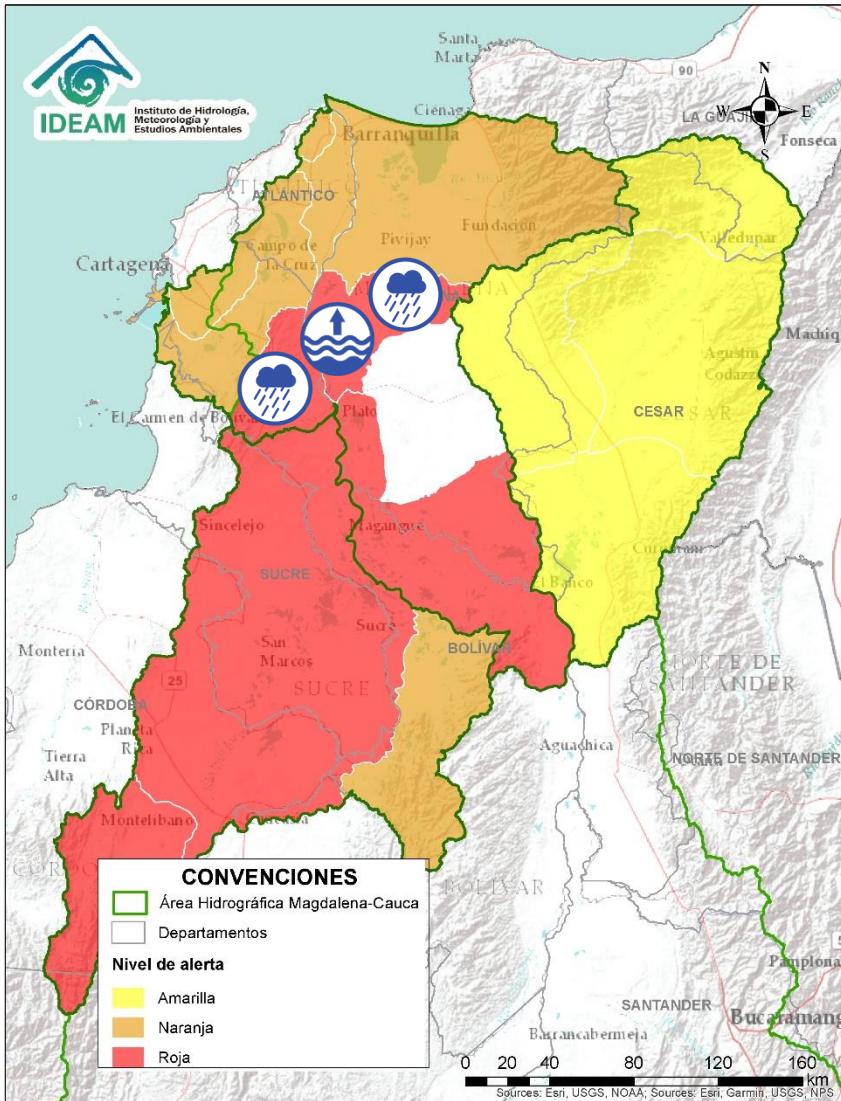 IDEAM
Instituto de Hidrología,
Meteorología y
Estudios Ambientales
Santa
Marta
90
N
W
E
S
LA GUAJI
Fonseca
Ciénaga
Barranquilla
ATLÁNTICO
Campo de
la Cruz
Pivijay
Fundación
Valledupar
Cartagena
Machiq
Agustín
Codazzi
CESAR
El Carmen de Bolívar
Plato
Sincelejo
Magangué
SUCRE
El Banco
Sucre
BOLÍVAR
San
Marcos
SUCRE
Montería
25
CÓRDOBA
Planeta
Rica
NORTE DE
SANTANDER
Tierra
Alta
Aguachica
NORTE DE SANTANDER
Montelíbano
BOLÍVAR
CONVENCIONES
Área Hidrográfica Magdalena-Cauca
Departamentos
Nivel de alerta
Amarilla
Naranja
Roja
Pamplona
SANTANDER
Bucaramang
Barrancabermeja
0 20 40 80 120 160
km
Sources: Esri, USGS, NOAA; Sources: Esri, Garmin, USGS, NPS